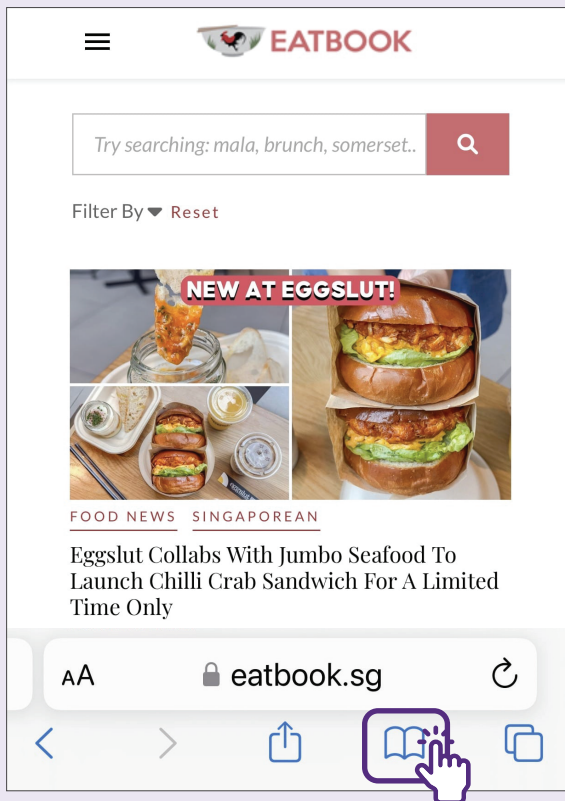 EATBOOK
Try searching: mala, brunch, somerset..
Filter By Reset
NEW AT EGGSLUT!
FOOD NEWS SINGAPOREAN
Eggslut Collabs With Jumbo Seafood To
Launch Chilli Crab Sandwich For A Limited
Time Only
AA eatbook.sg